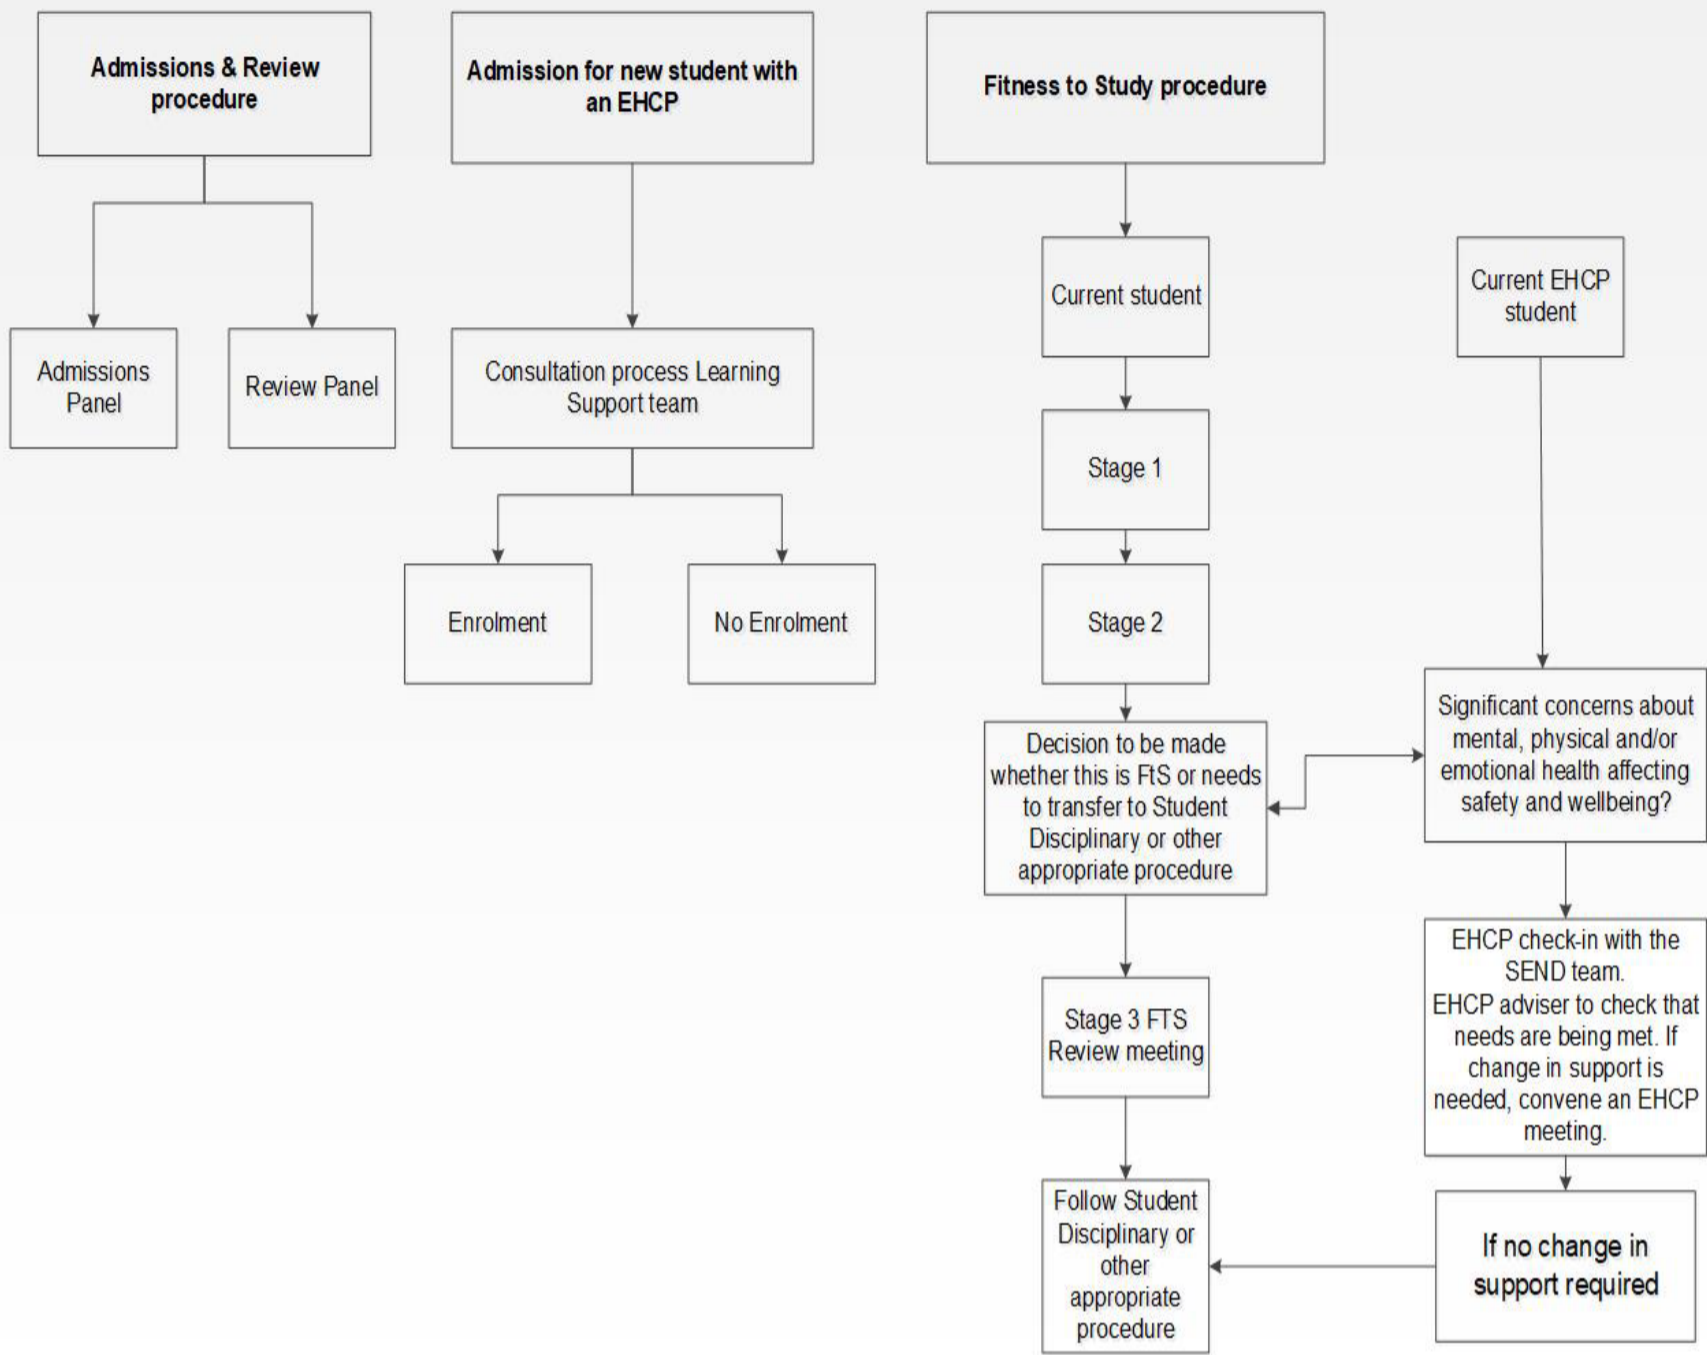 Admissions & Review
procedure
Admissions
Panel
Review Panel
Admission for new student with
an EHCP
Consultation process Learning
Support team
Enrolment
No Enrolment
Fitness to Study procedure
Current student
Stage 1
Stage 2
Decision to be made
whether this is FtS or needs
to transfer to Student
Disciplinary or other
appropriate procedure
Stage 3 FTS
Review meeting
Follow Student
Disciplinary or
other
appropriate
procedure
Current EHCP
student
Significant concerns about
mental, physical and/or
emotional health affecting
safety and wellbeing?
EHCP check-in with the
SEND team.
EHCP adviser to check that
needs are being met. If
change in support is
needed, convene an EHCP
meeting.
If no change in
support required